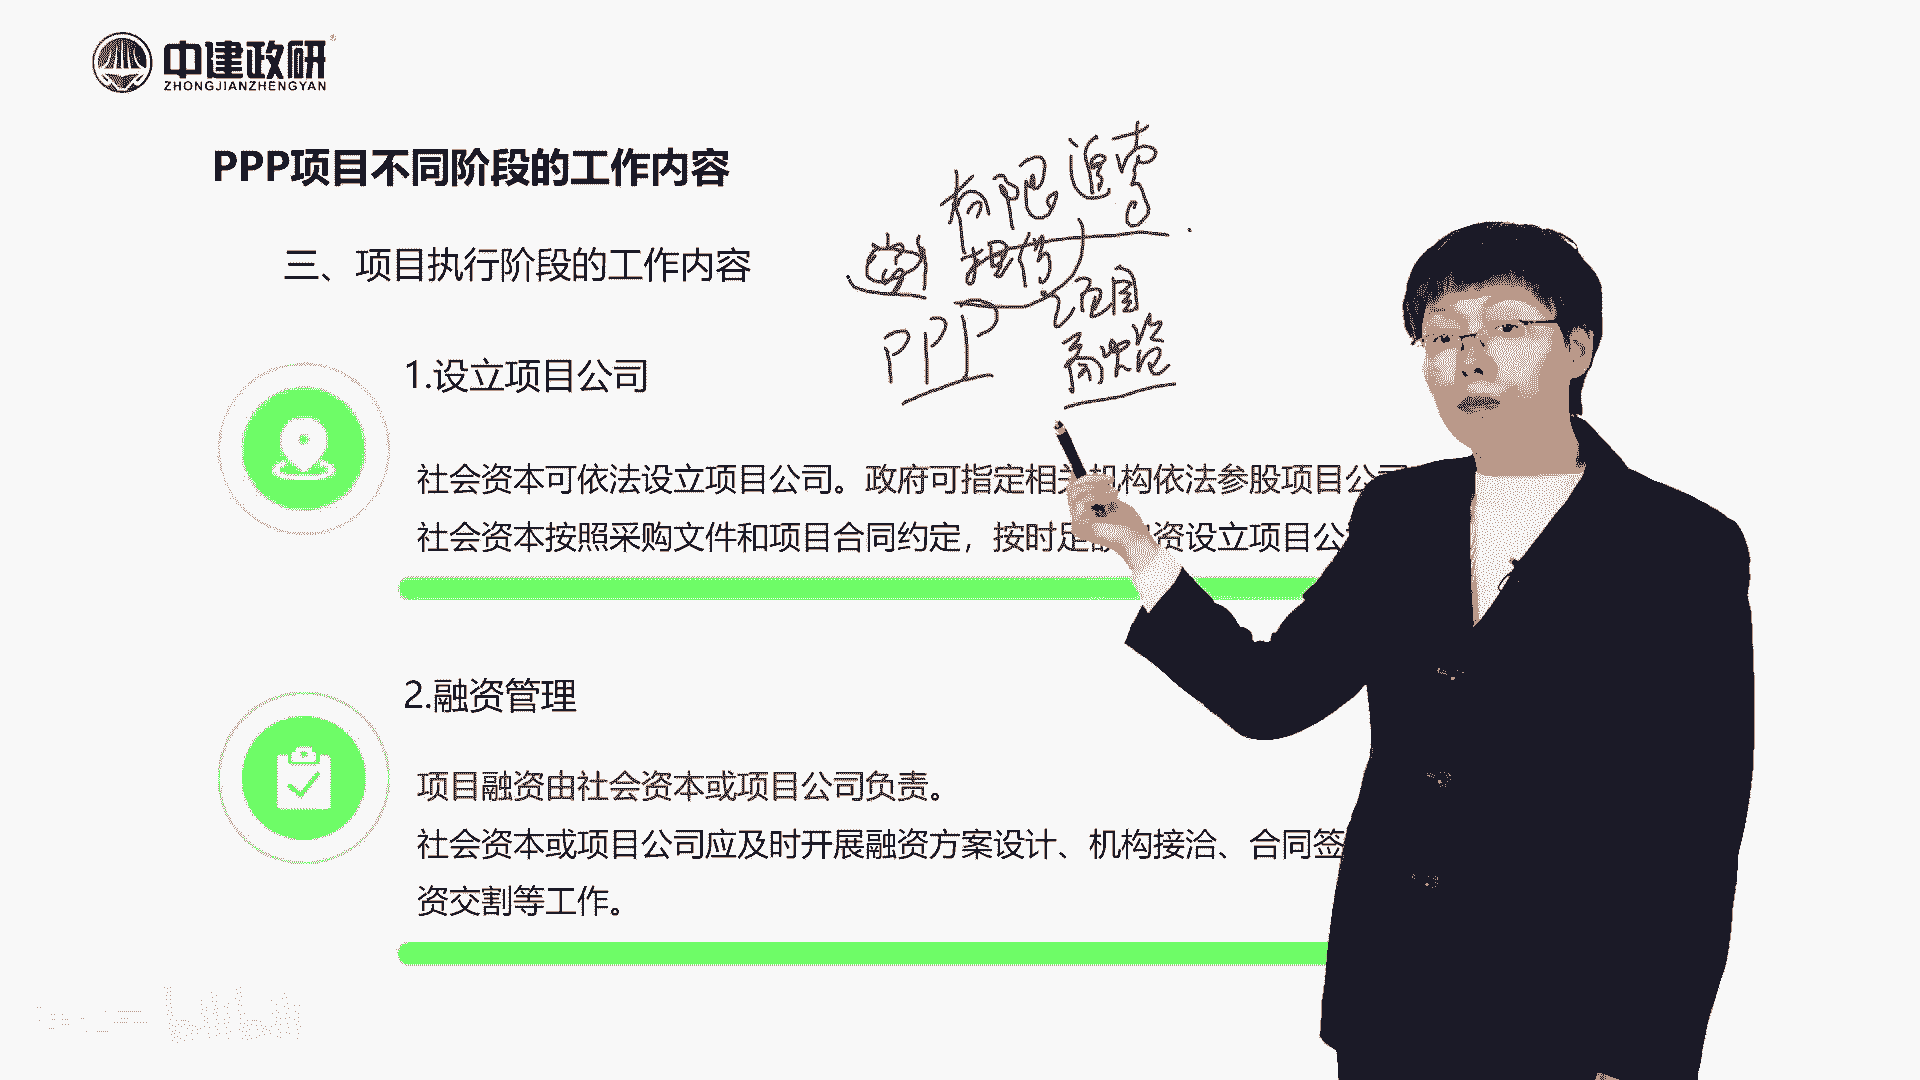 中建政研
ZHONGJIANZHENGYAN
PPP项目不同阶段的工作内容
有限追索
担保
PPP
项目
融资
三、项目执行阶段的工作内容
1.设立项目公司
社会资本可依法设立项目公司。政府可指定相关机构依法参股项目公司
社会资本按照采购文件和项目合同约定，按时足额出资设立项目公
2.融资管理
项目融资由社会资本或项目公司负责。
社会资本或项目公司应及时开展融资方案设计、机构接洽、合同签
资交割等工作。
bilibili